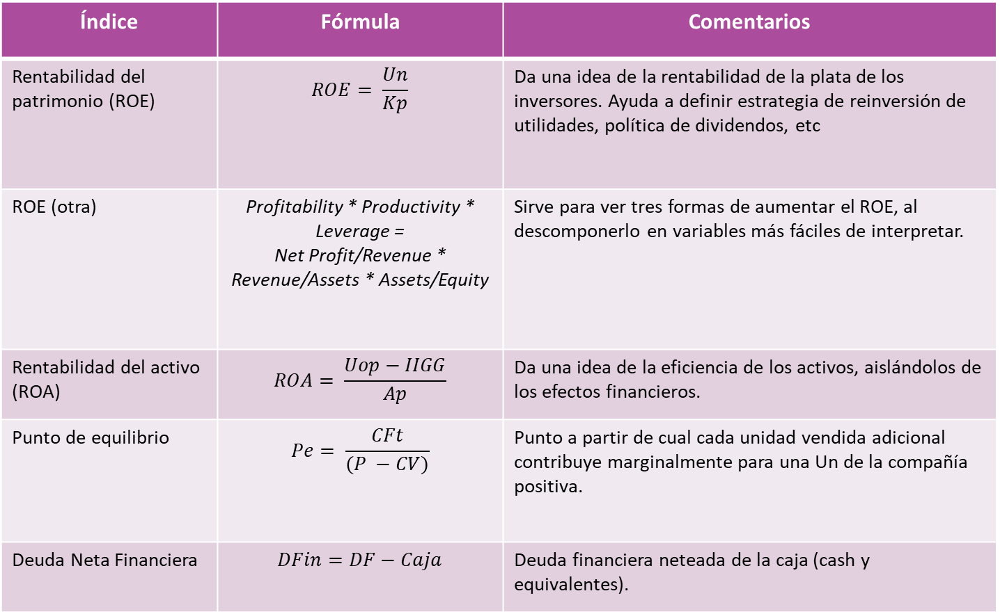 Índice
Fórmula
Comentarios
Rentabilidad del
patrimonio (ROE)
ROE = Un/Kp
Da una idea de la rentabilidad de la plata de los
inversores. Ayuda a definir estrategia de reinversión de
utilidades, política de dividendos, etc
ROE (otra)
Profitability * Productivity *
Leverage =
Net Profit/Revenue *
Revenue/Assets * Assets/Equity
Sirve para ver tres formas de aumentar el ROE, al
descomponerlo en variables más fáciles de interpretar.
Rentabilidad del activo
(ROA)
ROA = Uop − IIGG/Ap
Da una idea de la eficiencia de los activos, aislándolos de
los efectos financieros.
Punto de equilibrio
Pe = CFt/(P − CV)
Punto a partir de cual cada unidad vendida adicional
contribuye marginalmente para una Un de la compañía
positiva.
Deuda Neta Financiera
DFin = DF − Caja
Deuda financiera neteada de la caja (cash y
equivalentes).